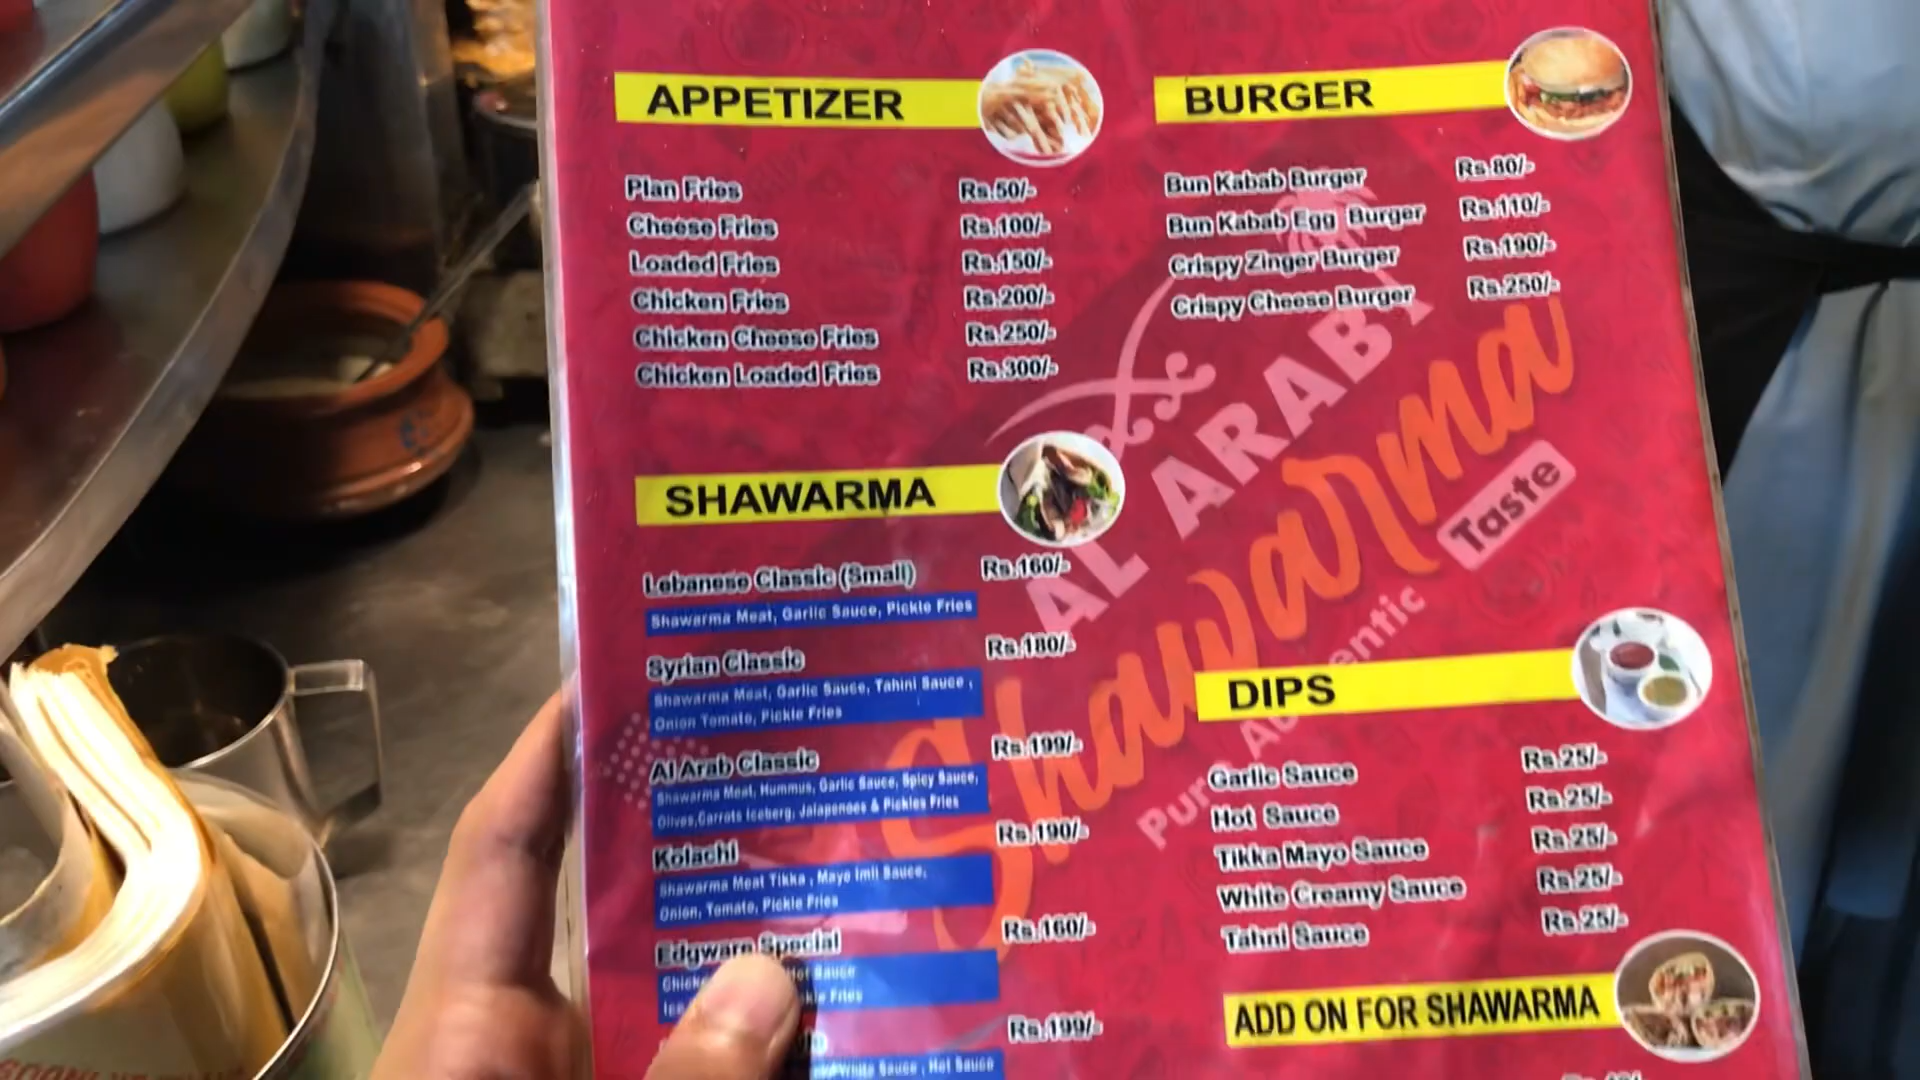 APPETIZER
Plan Fries Rs.50/-
Cheese Fries Rs.100/-
Loaded Fries Rs.150/-
Chicken Fries Rs.200/-
Chicken Cheese Fries Rs.250/-
Chicken Loaded Fries Rs.300/-
BURGER
Bun Kabab Burger Rs.80/-
Bun Kabab Egg Burger Rs.110/-
Crispy Zinger Burger Rs.190/-
Crispy Cheese Burger Rs.250/-
AL ARABY
Shawarma
Taste
SHAWARMA
Lebanese Classic (Small) Rs.160/-
Shawarma Meat, Garlic Sauce, Pickle Fries
Syrian Classic Rs.180/-
Shawarma Meat, Garlic Sauce, Tahini Sauce ,
Onion Tomato, Pickle Fries
Al Arab Classic Rs.199/-
Shawarma Meat, Hummus, Garlic Sauce, Spicy Sauce,
Olives,Carrots Iceberg, Jalapenoes & Pickles Fries
Kolachi Rs.190/-
Shawarma Meat Tikka , Mayo Imli Sauce,
Onion, Tomato, Pickle Fries
Edgware Special Rs.160/-
Hot Sauce
Fries
Rs.199/-
White Sauce , Hot Sauce
DIPS
Garlic Sauce Rs.25/-
Hot Sauce Rs.25/-
Tikka Mayo Sauce Rs.25/-
White Creamy Sauce Rs.25/-
Tahni Sauce Rs.25/-
ADD ON FOR SHAWARMA